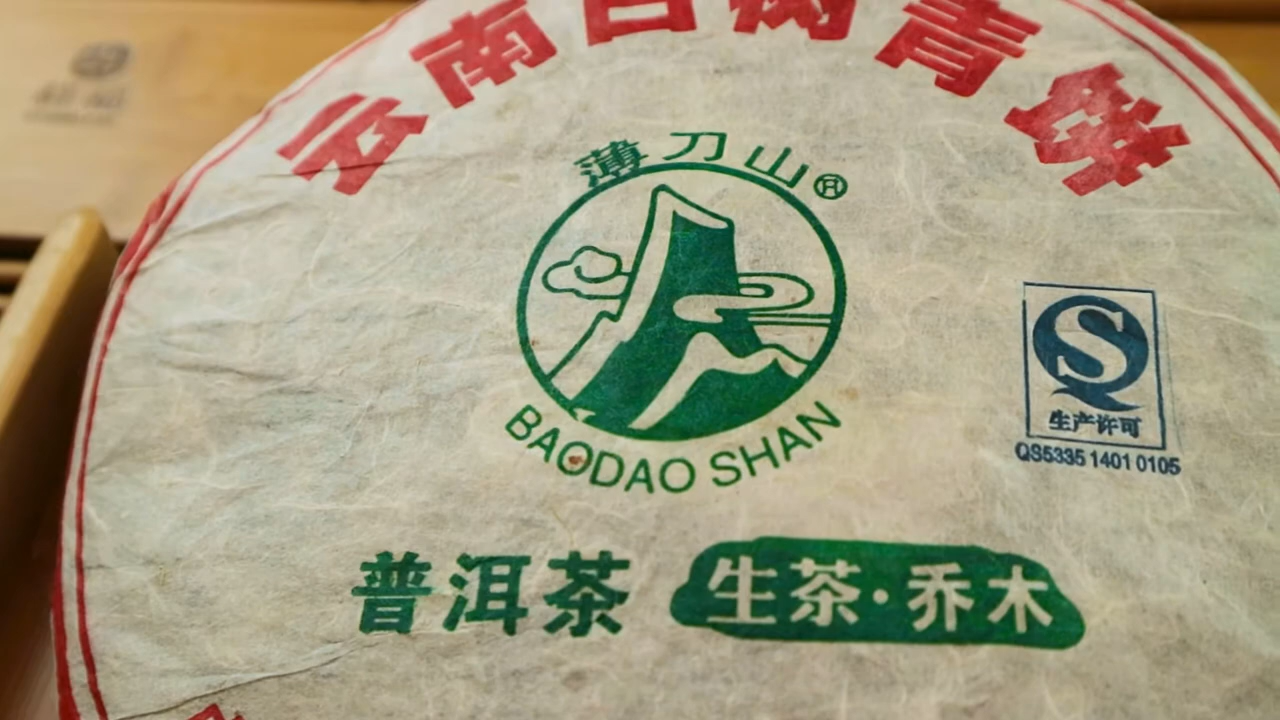 云南古树青饼
薄刀山®
BAODAO SHAN
生产许可
QS5335 1401 0105
普洱茶 生茶·乔木